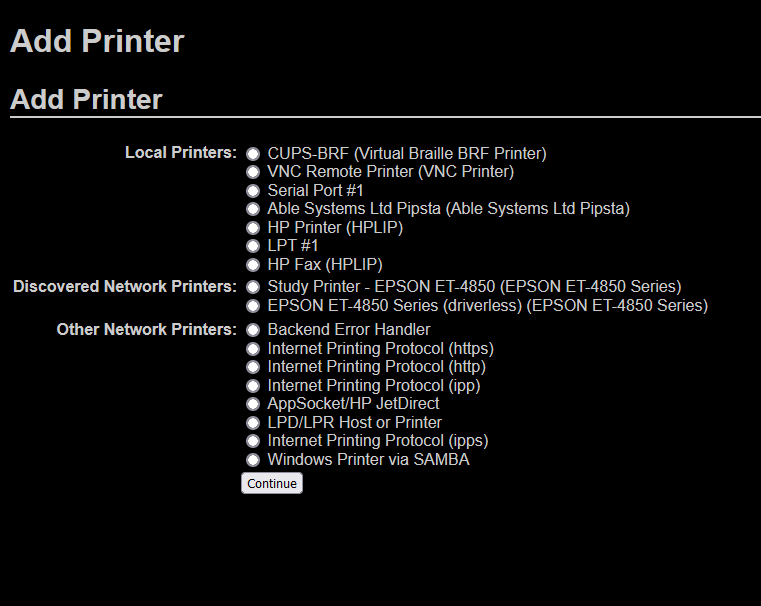 Add Printer
Add Printer
Local Printers: CUPS-BRF (Virtual Braille BRF Printer)
VNC Remote Printer (VNC Printer)
Serial Port #1
Able Systems Ltd Pipsta (Able Systems Ltd Pipsta)
HP Printer (HPLIP)
LPT #1
HP Fax (HPLIP)
Discovered Network Printers: Study Printer - EPSON ET-4850 (EPSON ET-4850 Series)
EPSON ET-4850 Series (driverless) (EPSON ET-4850 Series)
Other Network Printers: Backend Error Handler
Internet Printing Protocol (https)
Internet Printing Protocol (http)
Internet Printing Protocol (ipp)
AppSocket/HP JetDirect
LPD/LPR Host or Printer
Internet Printing Protocol (ipps)
Windows Printer via SAMBA
Continue